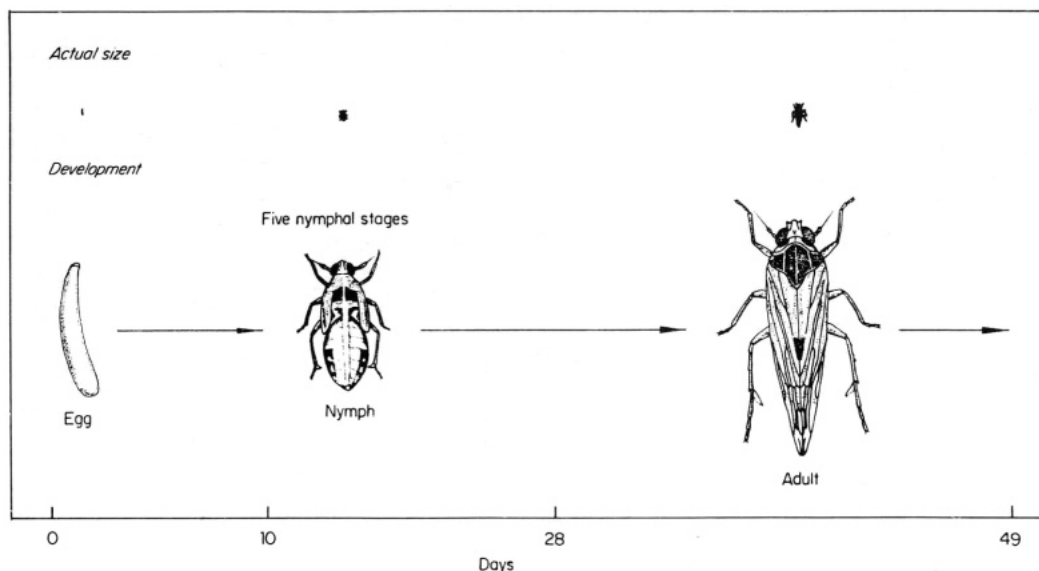 Actual size
Development
Five nymphal stages
Egg
Nymph
Adult
0 10 28 49
Days